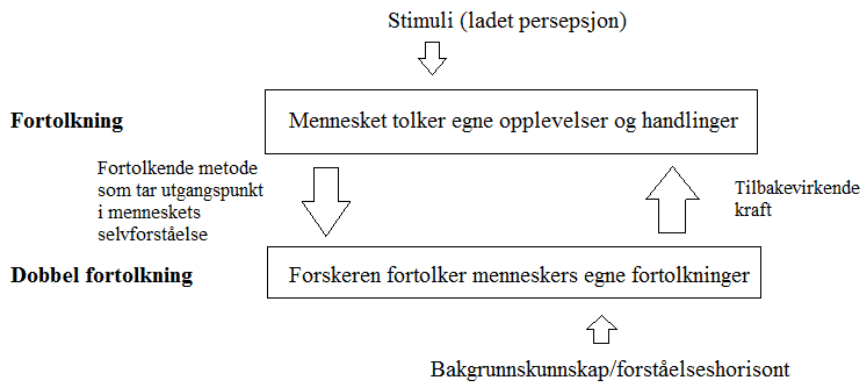 Stimuli (ladet persepsjon)
Fortolkning
Mennesket tolker egne opplevelser og handlinger
Fortolkende metode
som tar utgangspunkt
i menneskets
selvforståelse
Tilbakevirkende
kraft
Dobbel fortolkning
Forskeren fortolker menneskers egne fortolkninger
Bakgrunnskunnskap/forståelseshorisont